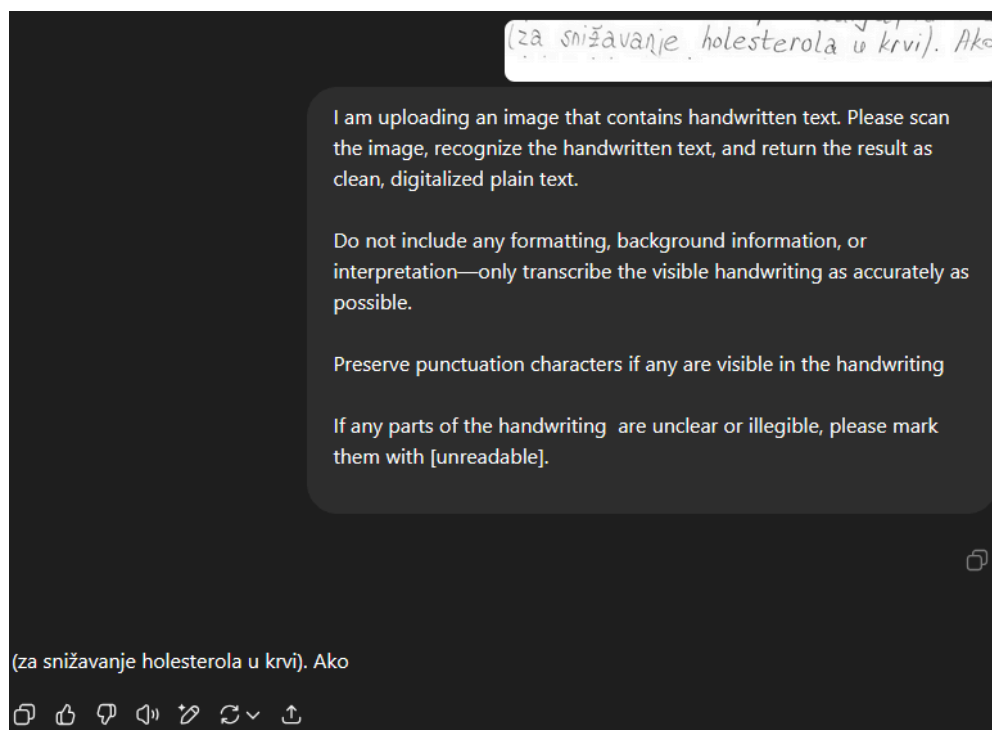 (za snižavanje holesterola u krvi). Ako
I am uploading an image that contains handwritten text. Please scan
the image, recognize the handwritten text, and return the result as
clean, digitalized plain text.
Do not include any formatting, background information, or
interpretation—only transcribe the visible handwriting as accurately as
possible.
Preserve punctuation characters if any are visible in the handwriting
If any parts of the handwriting  are unclear or illegible, please mark
them with [unreadable].
(za snižavanje holesterola u krvi). Ako